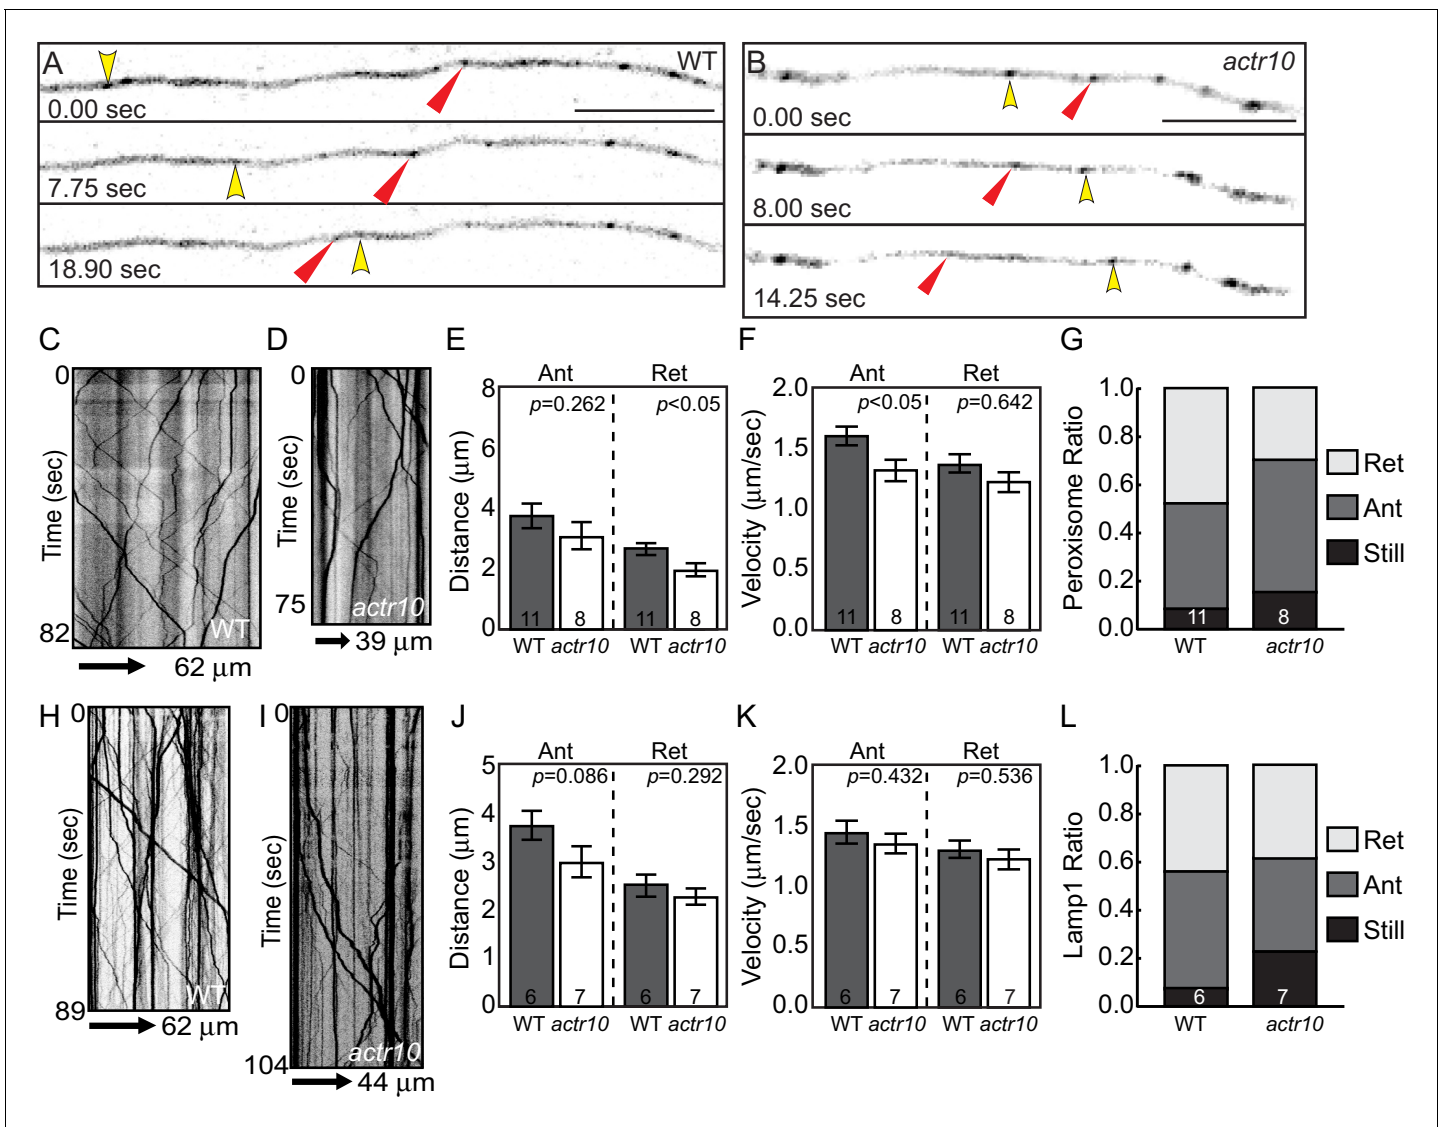 A
WT
0.00 sec
7.75 sec
18.90 sec
B
actr10
0.00 sec
8.00 sec
14.25 sec
C
0
Time (sec)
82
WT
62 μm
D
0
Time (sec)
75
actr10
39 μm
E
Ant Ret
p=0.262 p<0.05
Distance (μm)
8
6
4
2
0
11 8 11 8
WT actr10 WT actr10
F
Ant Ret
p<0.05 p=0.642
Velocity (μm/sec)
2.0
1.5
1.0
0.5
0.0
11 8 11 8
WT actr10 WT actr10
G
Peroxisome Ratio
1.0
0.8
0.6
0.4
0.2
0.0
11 8
WT actr10
Ret
Ant
Still
H
0
Time (sec)
89
WT
62 μm
I
0
Time (sec)
104
actr10
44 μm
J
Ant Ret
p=0.086 p=0.292
Distance (μm)
5
4
3
2
1
0
6 7 6 7
WT actr10 WT actr10
K
Ant Ret
p=0.432 p=0.536
Velocity (μm/sec)
2.0
1.5
1.0
0.5
0.0
6 7 6 7
WT actr10 WT actr10
L
Lamp1 Ratio
1.0
0.8
0.6
0.4
0.2
0.0
6 7
WT actr10
Ret
Ant
Still